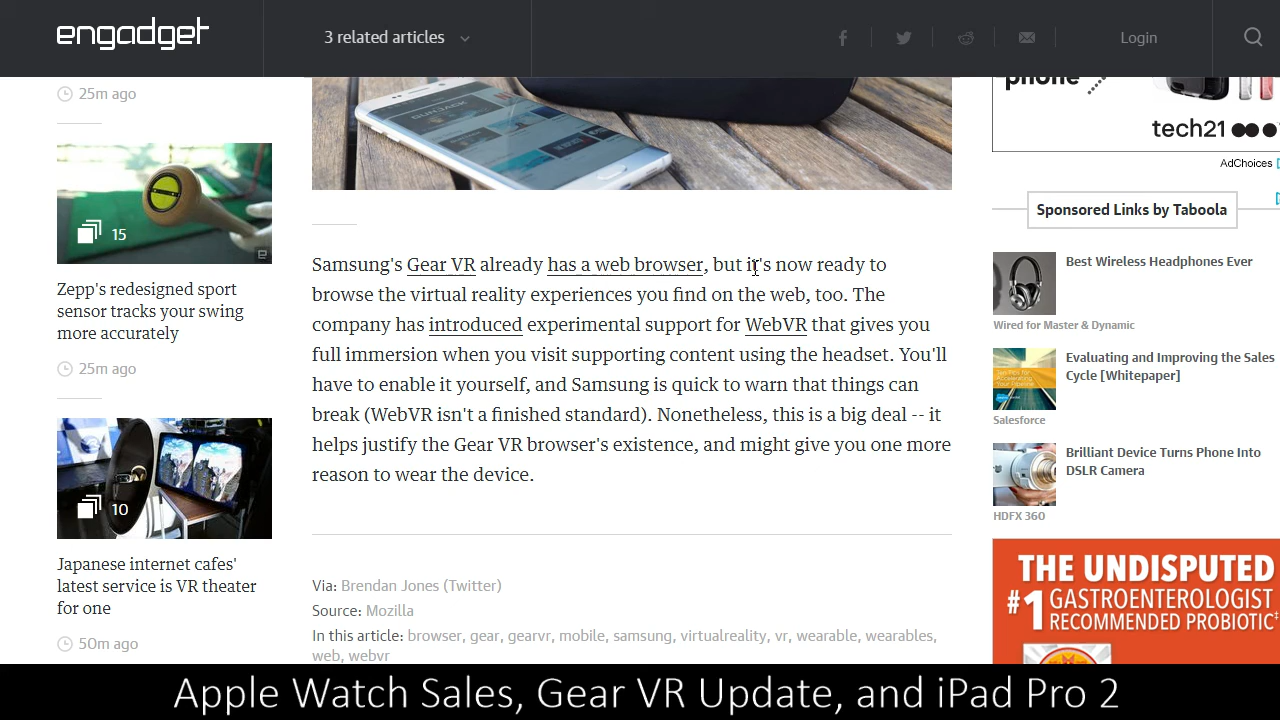 engadget
3 related articles
Login
25m ago
15
Zepp's redesigned sport
sensor tracks your swing
more accurately
25m ago
10
Japanese internet cafes'
latest service is VR theater
for one
50m ago
GUNJACK
Samsung's Gear VR already has a web browser, but it's now ready to
browse the virtual reality experiences you find on the web, too. The
company has introduced experimental support for WebVR that gives you
full immersion when you visit supporting content using the headset. You'll
have to enable it yourself, and Samsung is quick to warn that things can
break (WebVR isn't a finished standard). Nonetheless, this is a big deal -- it
helps justify the Gear VR browser's existence, and might give you one more
reason to wear the device.
Via: Brendan Jones (Twitter)
Source: Mozilla
In this article: browser, gear, gearvr, mobile, samsung, virtualreality, vr, wearable, wearables,
web, webvr
phone
tech21
AdChoices
Sponsored Links by Taboola
Best Wireless Headphones Ever
Wired for Master & Dynamic
Evaluating and Improving the Sales
Cycle [Whitepaper]
Salesforce
Brilliant Device Turns Phone Into
DSLR Camera
HDFX 360
THE UNDISPUTED
#1 GASTROENTEROLOGIST
RECOMMENDED PROBIOTIC‡
Apple Watch Sales, Gear VR Update, and iPad Pro 2